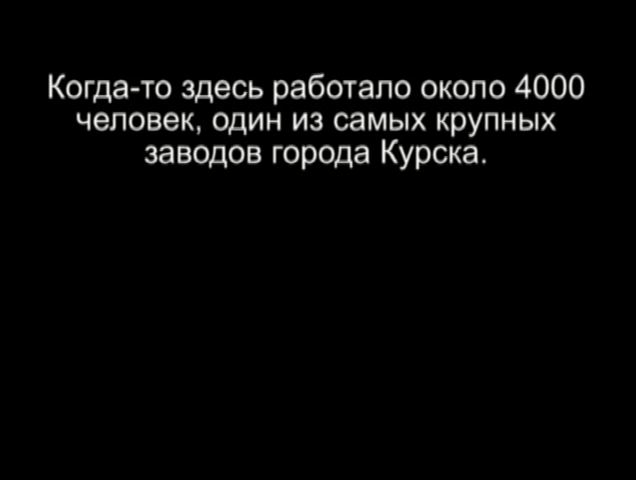 Когда-то здесь работало около 4000
человек, один из самых крупных
заводов города Курска.